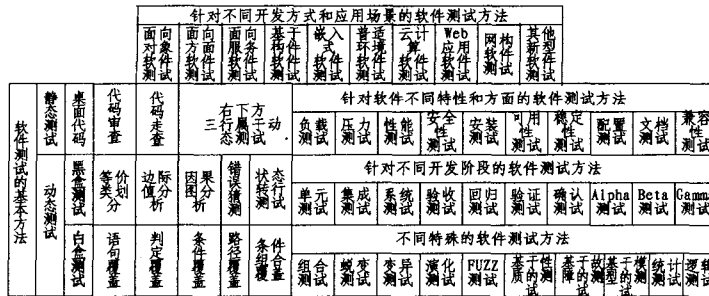 针对不同开发方式和应用场景的软件测试方法
面向对象软件测试
面向方面软件测试
面向服务软件测试
基于构件软件测试
嵌入式软件测试
普适环境软件测试
云计算软件测试
Web应用软件测试
网构软件测试
其他新型软件测试
软件测试的基本方法
静态测试
桌面代码
代码审查
代码走查
右下方三行属于动态测试
针对软件不同特性和方面的软件测试方法
负载测试
压力测试
性能测试
安全性测试
安装测试
可用性测试
稳定性测试
配置测试
文档测试
兼容性测试
动态测试
黑盒测试
等价类划分
边际值分析
因果图分析
错误猜测
状态转行测试
针对不同开发阶段的软件测试方法
单元测试
集成测试
系统测试
验收测试
回归测试
验证测试
确认测试
Alpha测试
Beta测试
Gamma测试
白盒测试
语句覆盖
判定覆盖
条件覆盖
路径覆盖
条件组合覆盖
不同特殊的软件测试方法
组合测试
蜕变测试
变异测试
演化测试
FUZZ测试
基于性质的测试
基于故障的测试
基于模型的测试
统计测试
逻辑